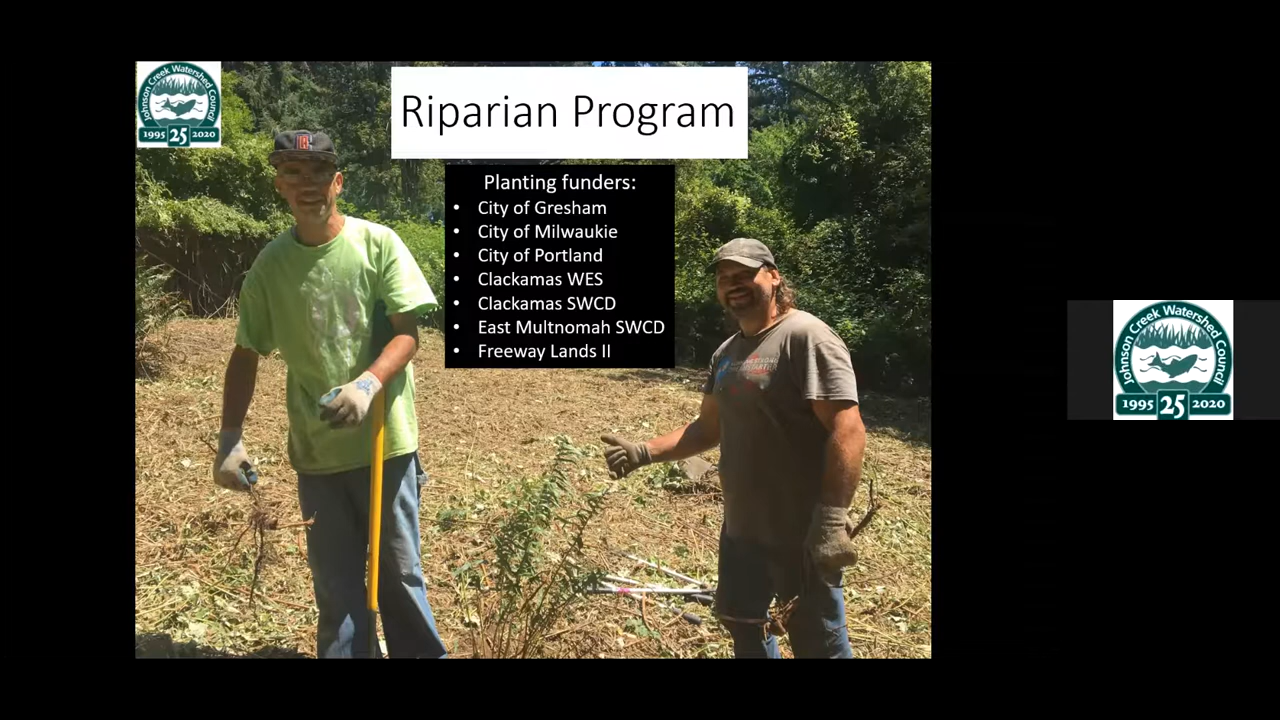 Johnson Creek Watershed Council
1995 25 2020
Riparian Program
Planting funders:
• City of Gresham
• City of Milwaukie
• City of Portland
• Clackamas WES
• Clackamas SWCD
• East Multnomah SWCD
• Freeway Lands II
Johnson Creek Watershed Council
1995 25 2020